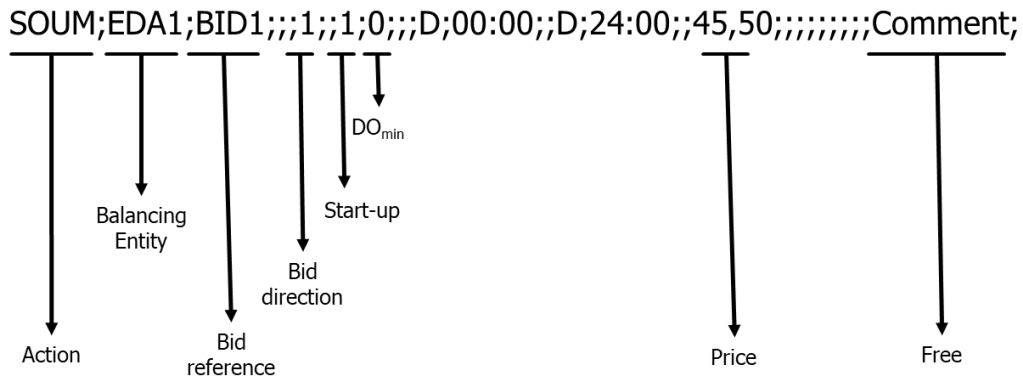 SOUM;EDA1;BID1;;;1;;1;0;;;D;00:00;;D;24:00;;45,50;;;;;;;;;Comment;
DOmin
Start-up
Balancing
Entity
Bid
direction
Action
Bid
reference
Price
Free